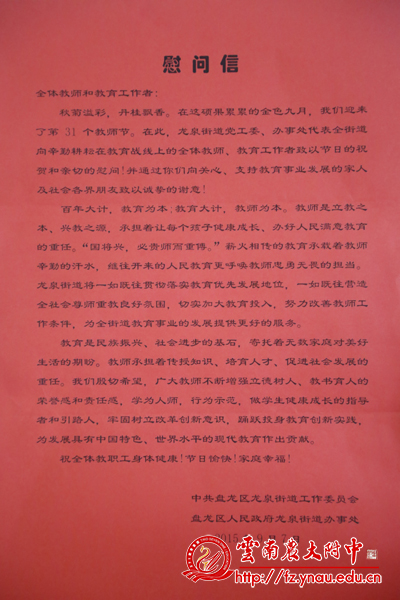 慰问信
全体教师和教育工作者：
秋菊溢彩，丹桂飘香。在这硕果累累的金色九月，我们迎来
了第 31 个教师节。在此，龙泉街道党工委、办事处代表全街道
向辛勤耕耘在教育战线上的全体教师、教育工作者致以节日的祝
贺和亲切的慰问！并通过你们向关心、支持教育事业发展的家人
及社会各界朋友致以诚挚的谢意！
百年大计，教育为本；教育大计，教师为本。教师是立教之
本、兴教之源，承担着让每个孩子健康成长、办好人民满意教育
的重任。“国将兴，必贵师而重傅。”薪火相传的教育承载着教师
辛勤的汗水，继往开来的人民教育更呼唤教师忠勇无畏的担当。
龙泉街道将一如既往贯彻落实教育优先发展地位，一如既往营造
全社会尊师重教良好氛围，切实加大教育投入，努力改善教师工
作条件，为全街道教育事业的发展提供更好的服务。
教育是民族振兴、社会进步的基石，寄托着无数家庭对美好
生活的期盼。教师承担着传授知识、培育人才、促进社会发展的
重任。我们殷切希望，广大教师不断增强立德树人、教书育人的
荣誉感和责任感，学为人师，行为示范，做学生健康成长的指导
者和引路人，牢固树立改革创新意识，踊跃投身教育创新实践，
为发展具有中国特色、世界水平的现代教育作出贡献。
祝全体教职工身体健康！节日愉快！家庭幸福！
中共盘龙区龙泉街道工作委员会
盘龙区人民政府龙泉街道办事处
2015 9 7
雲南農大附中
http://fz.ynau.edu.cn